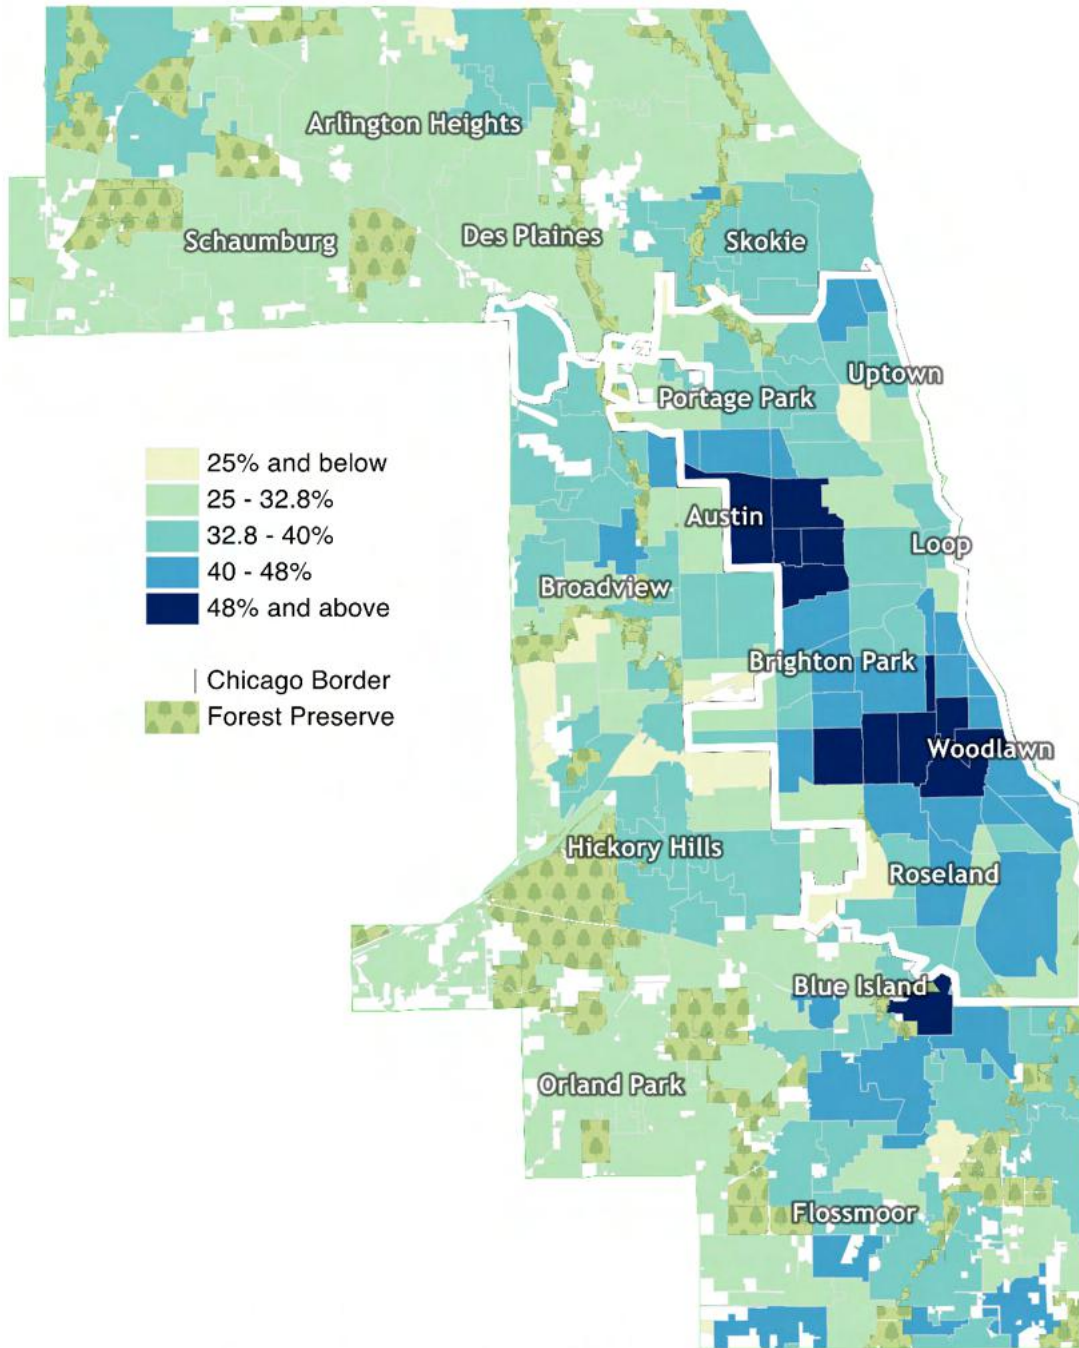 Arlington Heights
Schaumburg
Des Plaines
Skokie
Uptown
Portage Park
25% and below
25 - 32.8%
32.8 - 40%
40 - 48%
48% and above
Austin
Loop
Broadview
Brighton Park
Chicago Border
Forest Preserve
Woodlawn
Hickory Hills
Roseland
Blue Island
Orland Park
Flossmoor